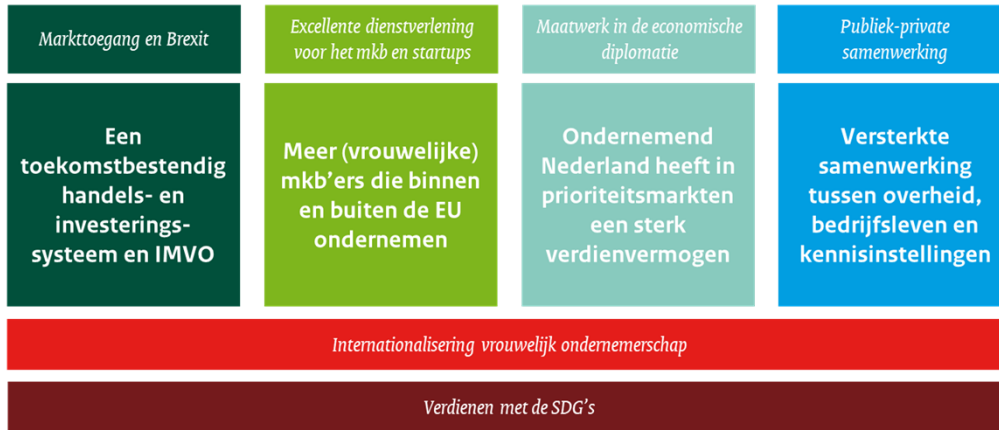 Markttoegang en Brexit
Excellente dienstverlening
voor het mkb en startups
Maatwerk in de economische
diplomatie
Publiek-private
samenwerking
Een
toekomstbestendig
handels- en
investerings-
systeem en IMVO
Meer (vrouwelijke)
mkb'ers die binnen
en buiten de EU
ondernemen
Ondernemend
Nederland heeft in
prioriteitsmarkten
een sterk
verdienvermogen
Versterkte
samenwerking
tussen overheid,
bedrijfsleven en
kennisinstellingen
Internationalisering vrouwelijk ondernemerschap
Verdienen met de SDG's